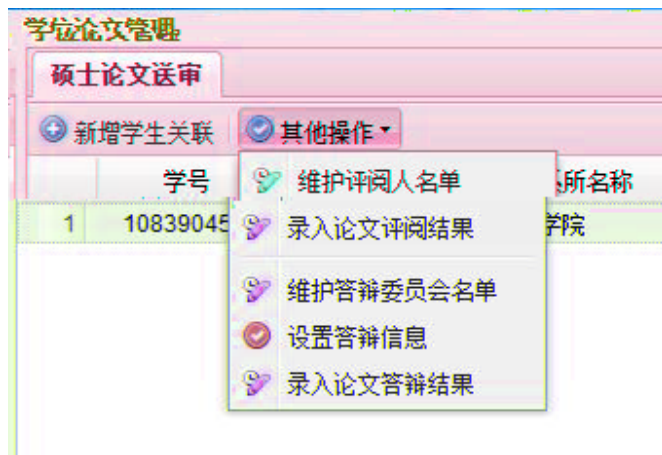 学位论文管理
硕士论文送审
新增学生关联 其他操作
学号 所名称
1 10839045 学院
维护评阅人名单
录入论文评阅结果
维护答辩委员会名单
设置答辩信息
录入论文答辩结果